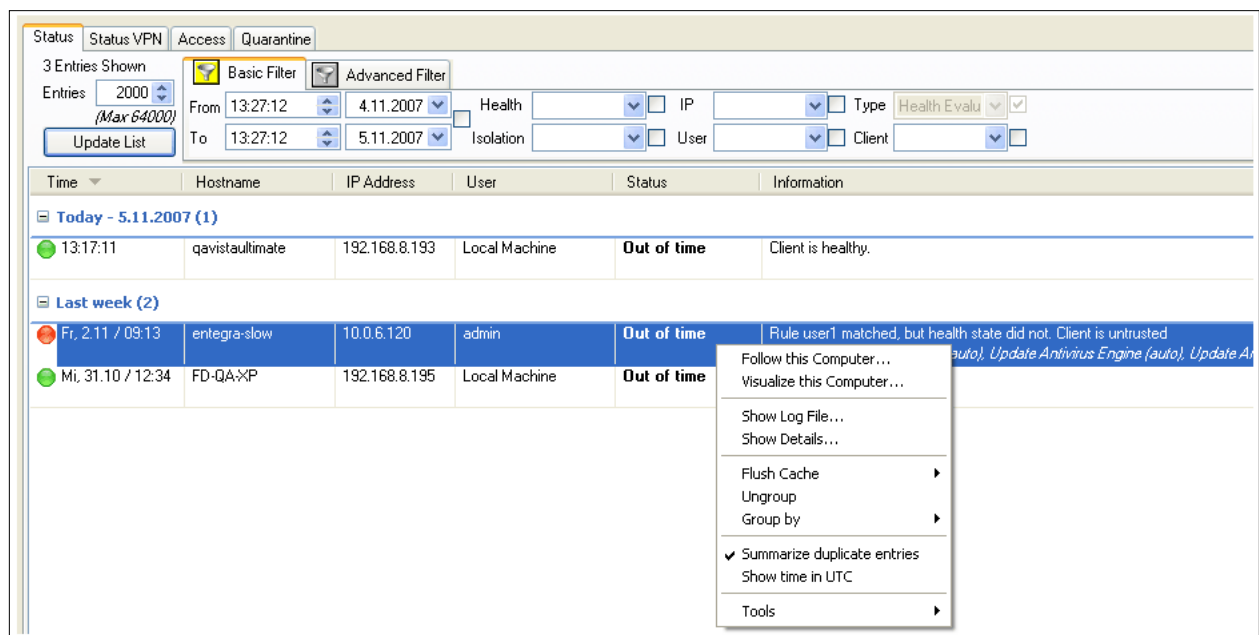 Status Status VPN Access Quarantine
3 Entries Shown
Basic Filter Advanced Filter
Entries 2000
(Max 64000)
From 13:27:12 4.11.2007 Health IP Type Health Evalu
Update List
To 13:27:12 5.11.2007 Isolation User Client
Time Hostname IP Address User Status Information
Today - 5.11.2007 (1)
13:17:11 qavistaultimate 192.168.8.193 Local Machine Out of time Client is healthy.
Last week (2)
Fr, 2.11 / 09:13 entegra-slow 10.0.6.120 admin Out of time Rule user1 matched, but health state did not. Client is untrusted
auto), Update Antivirus Engine (auto), Update
Mi, 31.10 / 12:34 FD-QA-XP 192.168.8.195 Local Machine Out of time
Follow this Computer...
Visualize this Computer...
Show Log File...
Show Details...
Flush Cache
Ungroup
Group by
Summarize duplicate entries
Show time in UTC
Tools